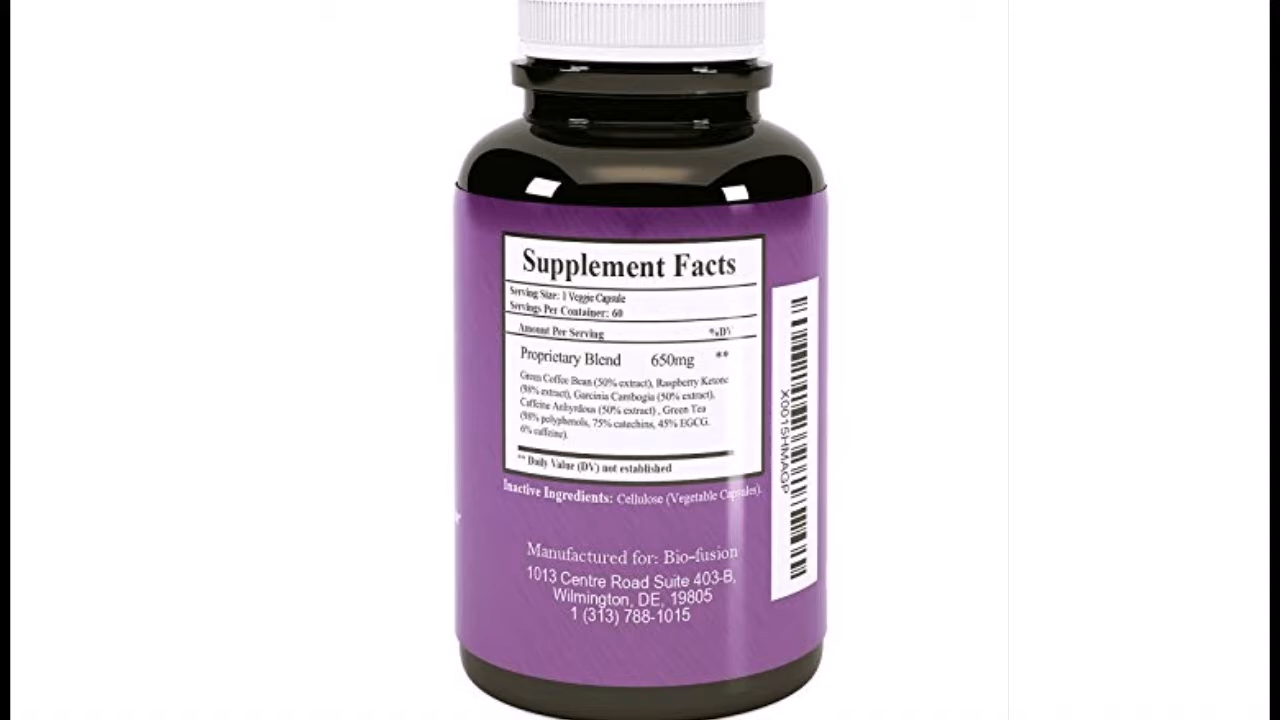 Supplement Facts
Serving Size: 1 Veggie Capsule
Servings Per Container: 60
Amount Per Serving %DV
Proprietary Blend 650mg **
Green Coffee Bean (50% extract), Raspberry Ketone
(98% extract), Garcinia Cambogia (50% extract),
Caffeine Anhydrous (50% extract) , Green Tea
(98% polyphenols, 75% catechins, 45% EGCG,
6% caffeine).
** Daily Value (DV) not established
Inactive Ingredients: Cellulose (Vegetable Capsules).
Manufactured for: Bio-fusion
1013 Centre Road Suite 403-B,
Wilmington, DE, 19805
1 (313) 788-1015
X0015HMAGP